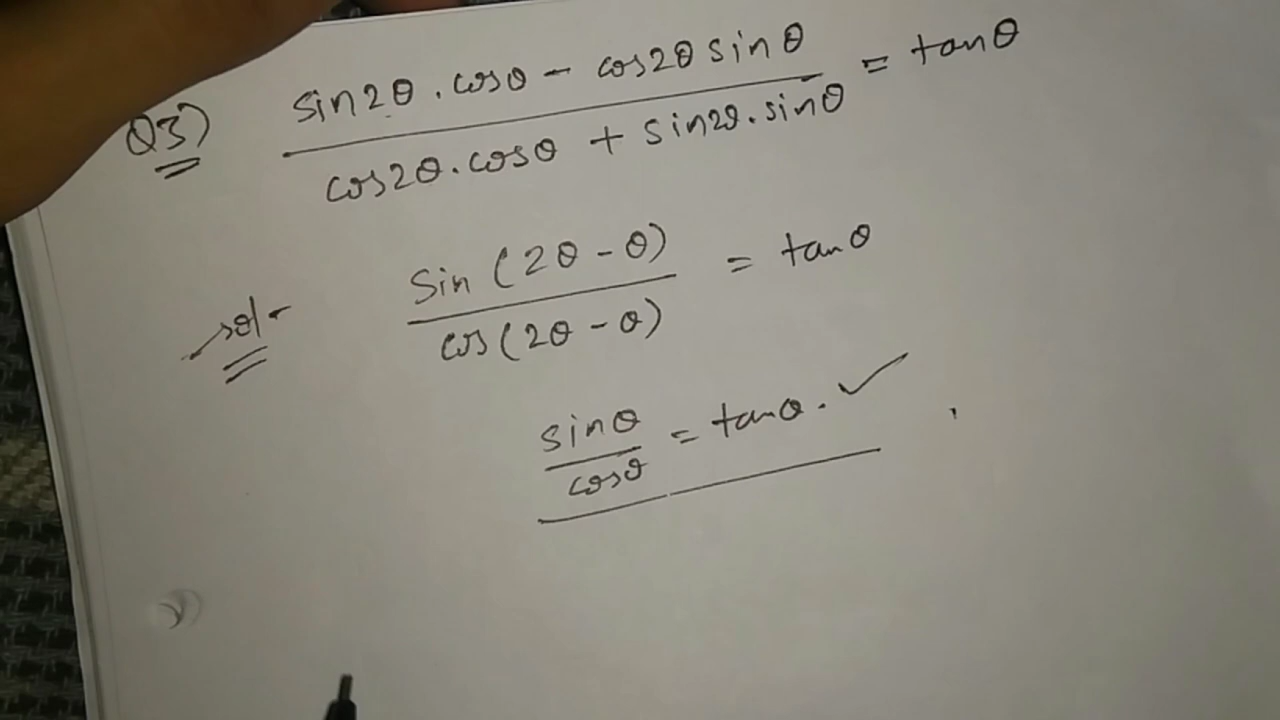 Q3) sin2θ.cosθ - cos2θ sinθ / cos2θ.cosθ + sin2θ.sinθ = tanθ
sol- sin(2θ-θ) / cos(2θ-θ) = tanθ
sinθ / cosθ = tanθ. ✓